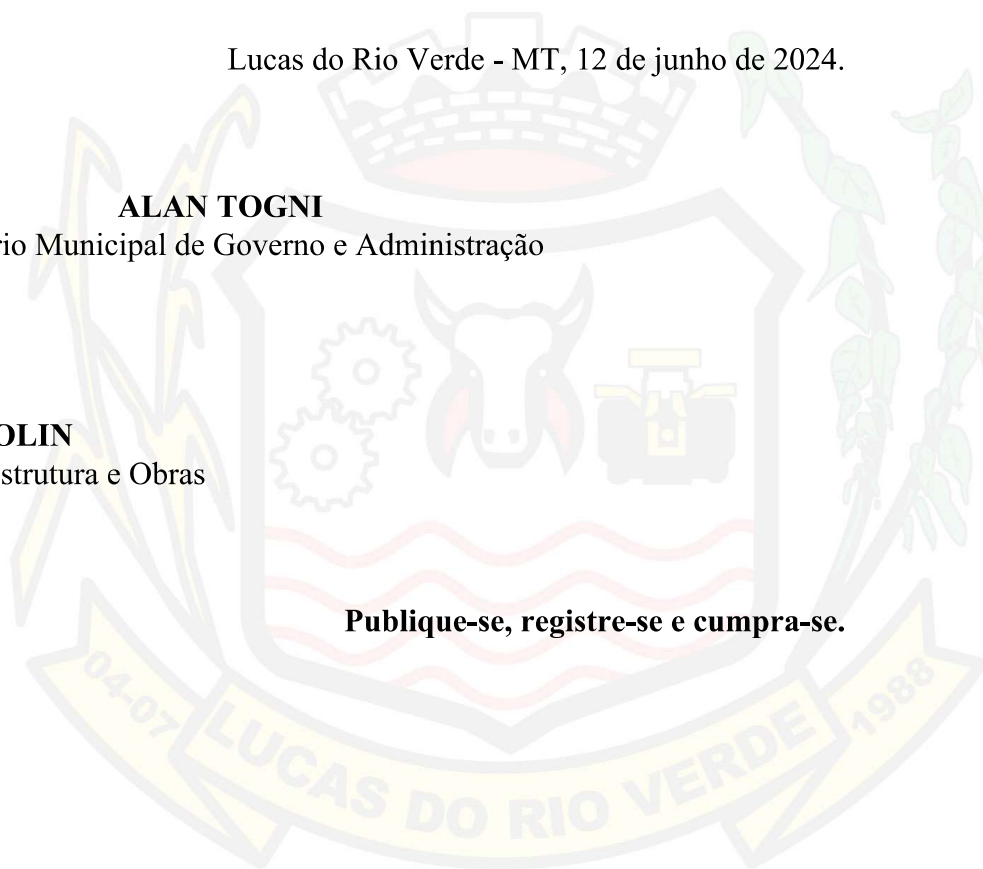 Lucas do Rio Verde - MT, 12 de junho de 2024.
ALAN TOGNI
rio Municipal de Governo e Administração
OLIN
strutura e Obras
Publique-se, registre-se e cumpra-se.
04-07 LUCAS DO RIO VERDE 1988